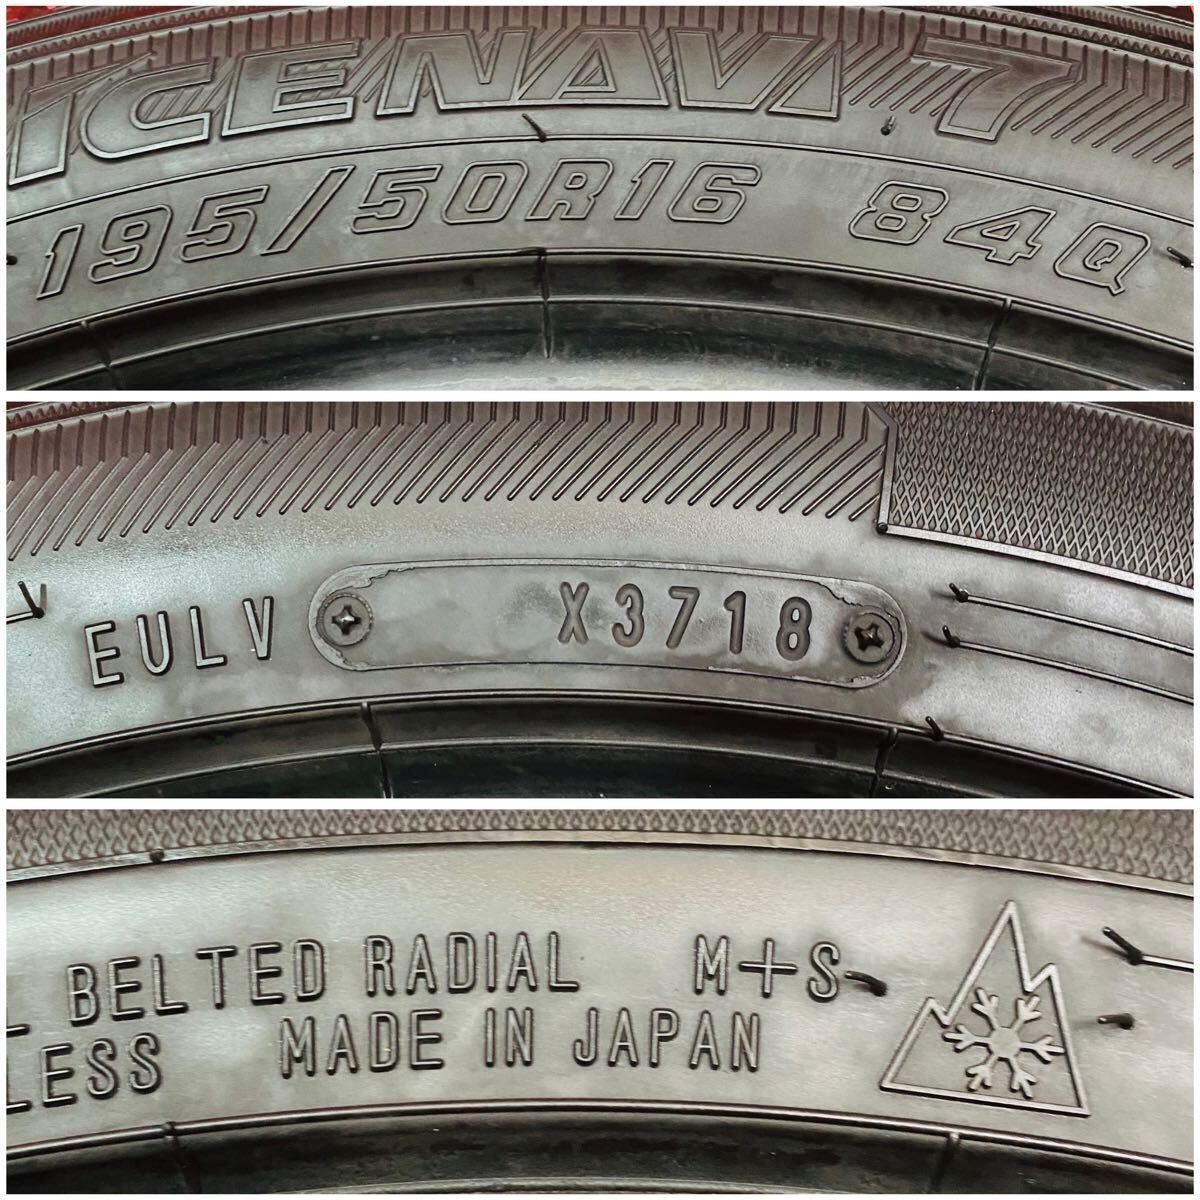 ICENAVI 7
195/50R16 84Q
EULV X3718
BELTED RADIAL M+S
LESS MADE IN JAPAN